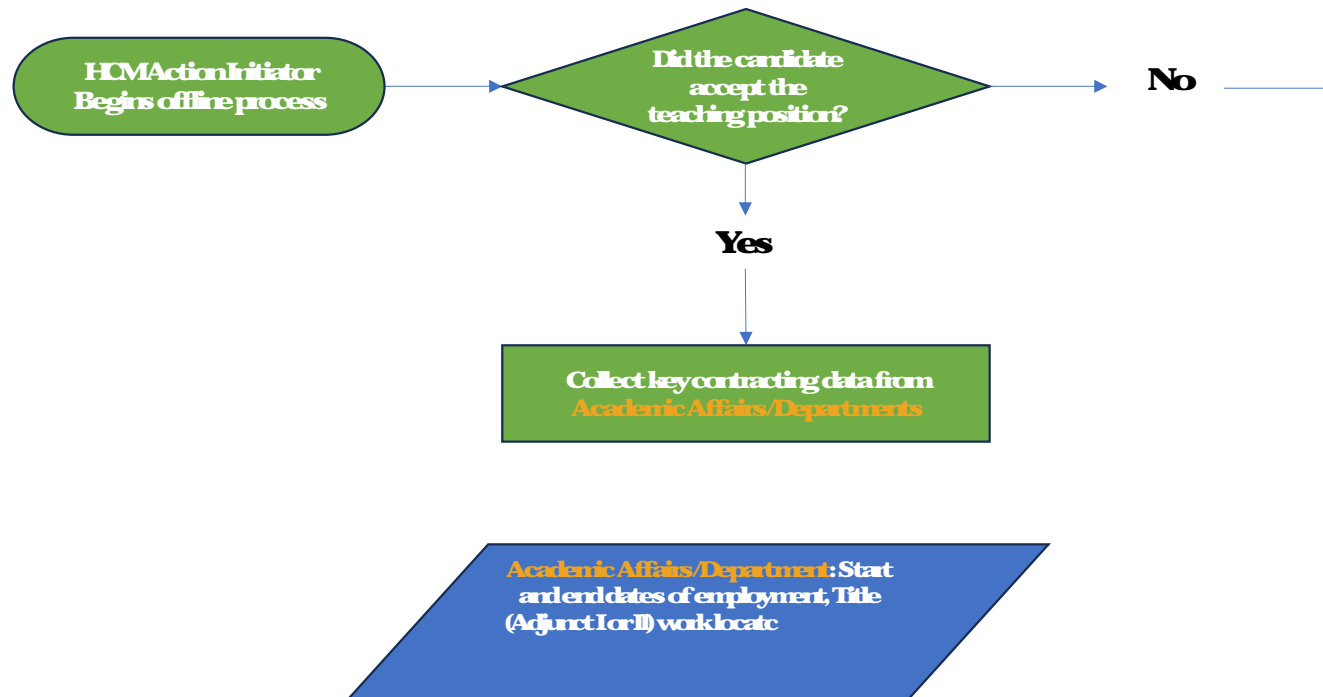 HCM Action Initiator
Begins offline process
Did the candidate
accept the
teaching position?
No
Yes
Collect key contracting data from
Academic Affairs/Departments
Academic Affairs/Department: Start
and end dates of employment, Title
(Adjunct I or II) work locatc